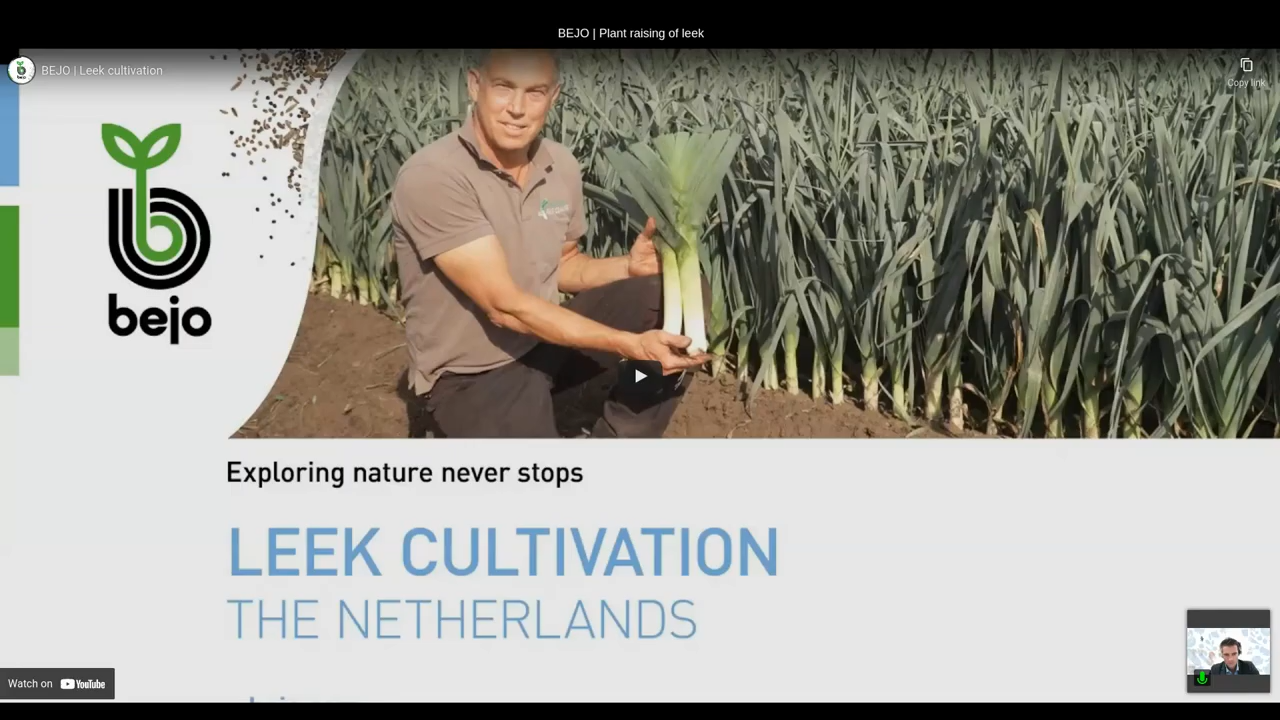 BEJO | Plant raising of leek
BEJO | Leek cultivation
Copy link
bejo
Exploring nature never stops
LEEK CULTIVATION
THE NETHERLANDS
Watch on YouTube